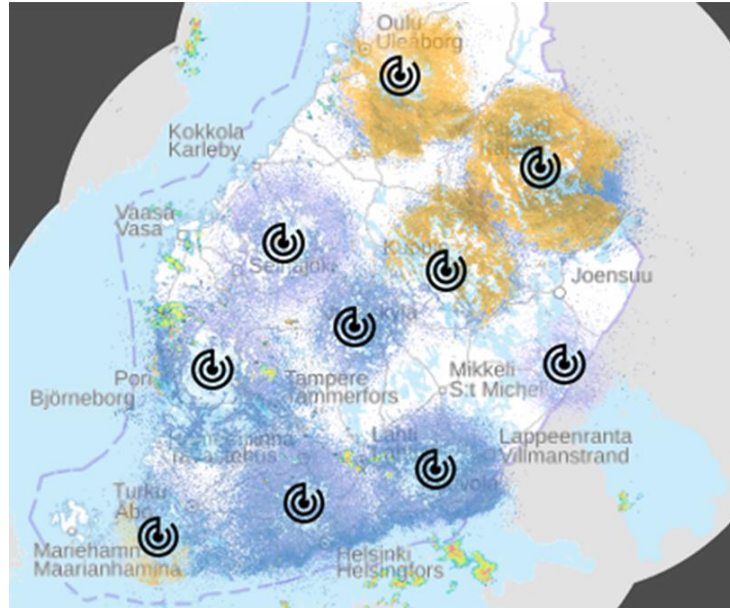 Oulu
Uleåborg
Kokkola
Karleby
Vaasa
Vasa
Seinäjoki
Joensuu
Pori
Björneborg
Tampere
Tammerfors
Mikkeli
S:t Michel
Lahti
Lappeenranta
Villmanstrand
Turku
Åbo
Mariehamn
Maarianhamina
Helsinki
Helsingfors